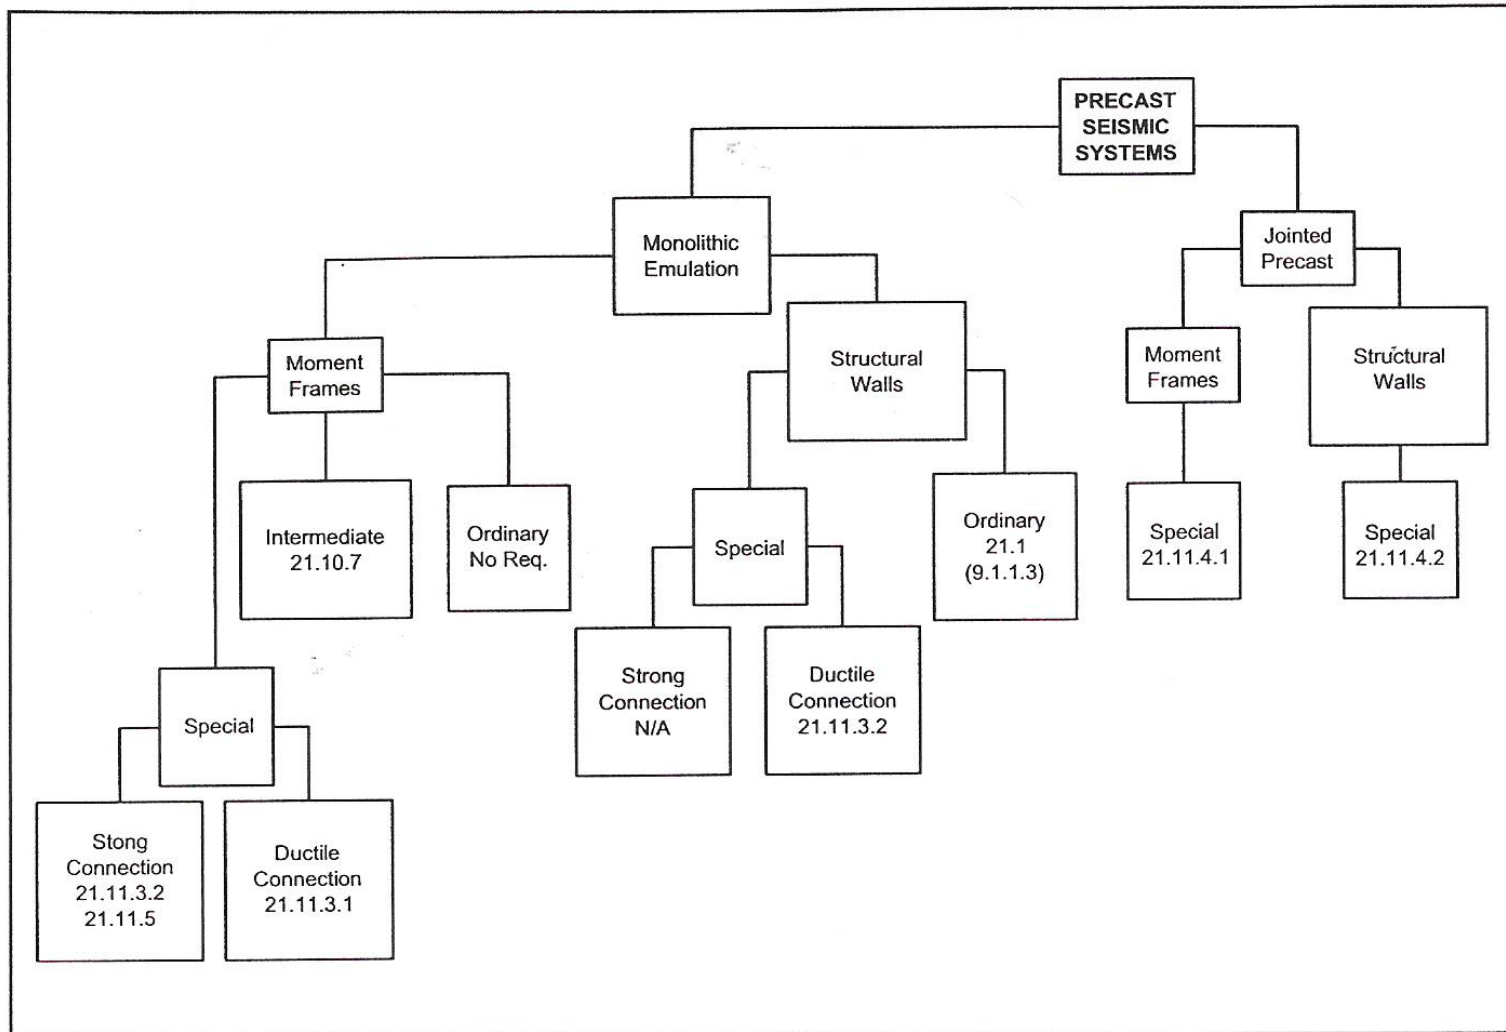 PRECAST
SEISMIC
SYSTEMS
Monolithic
Emulation
Jointed
Precast
Moment
Frames
Structural
Walls
Moment
Frames
Structural
Walls
Intermediate
21.10.7
Ordinary
No Req.
Special
Ordinary
21.1
(9.1.1.3)
Special
21.11.4.1
Special
21.11.4.2
Special
Strong
Connection
N/A
Ductile
Connection
21.11.3.2
Stong
Connection
21.11.3.2
21.11.5
Ductile
Connection
21.11.3.1